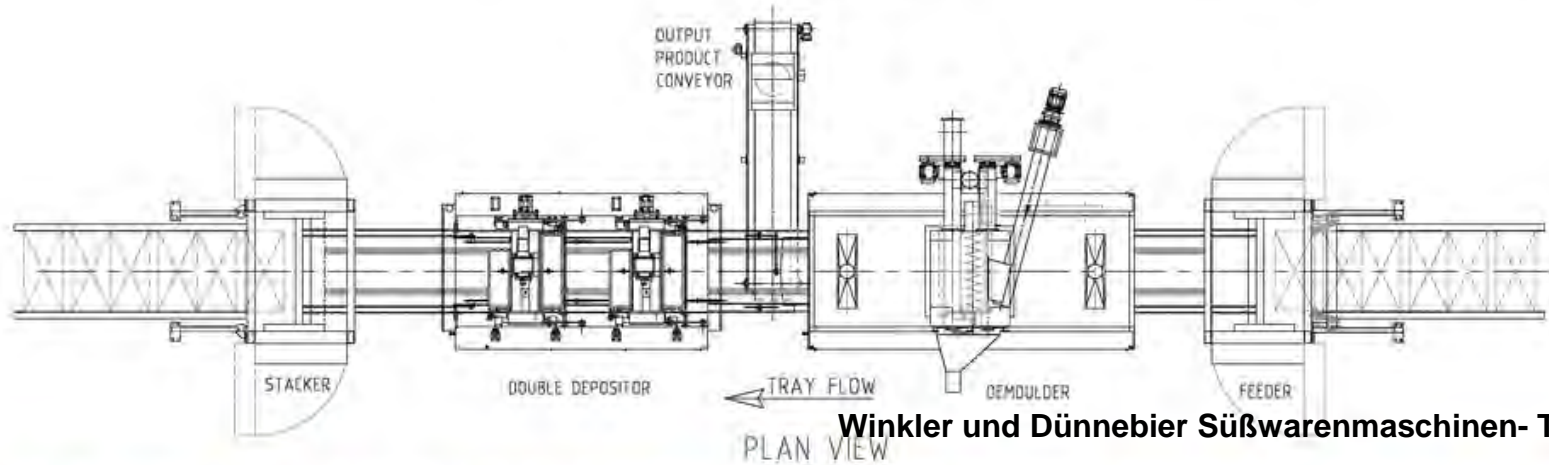 OUTPUT
PRODUCT
CONVEYOR
STACKER
DOUBLE DEPOSITOR
TRAY FLOW
DEMOULDER
FEEDER
Winkler und Dünnebier Süßwarenmaschinen- T
PLAN VIEW